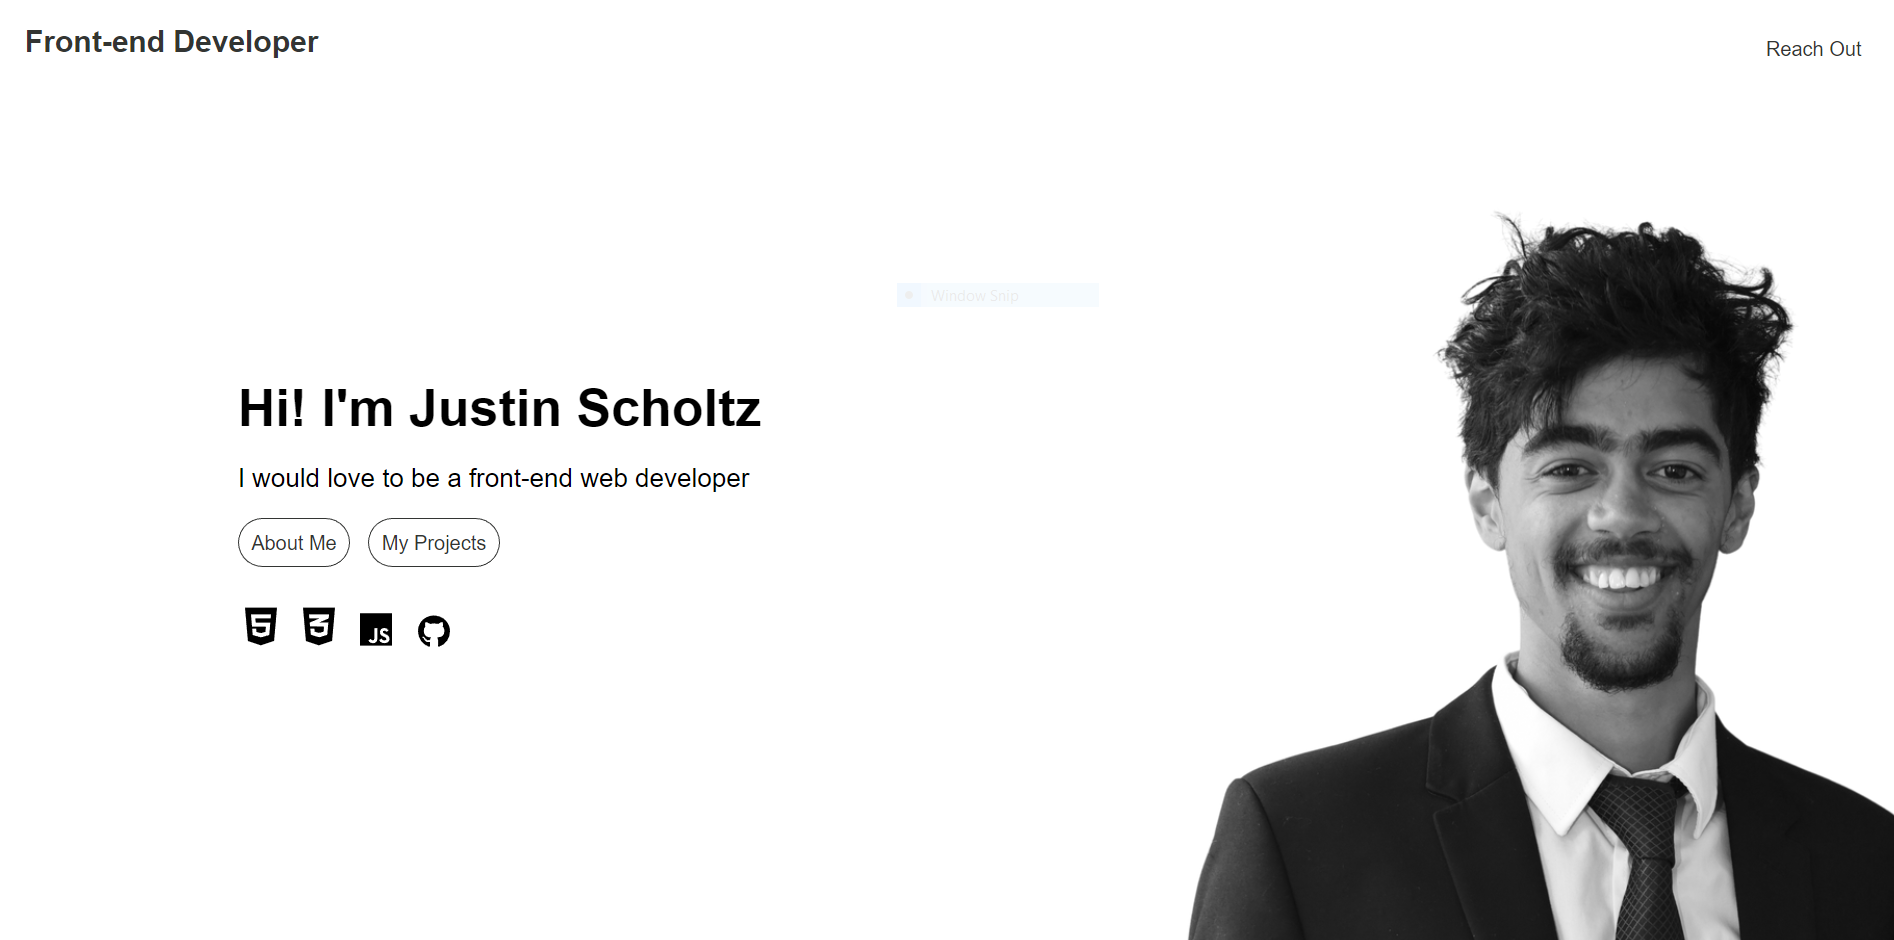 Front-end Developer
Reach Out
Window Snip
Hi! I'm Justin Scholtz
I would love to be a front-end web developer
About Me
My Projects
5
3
JS